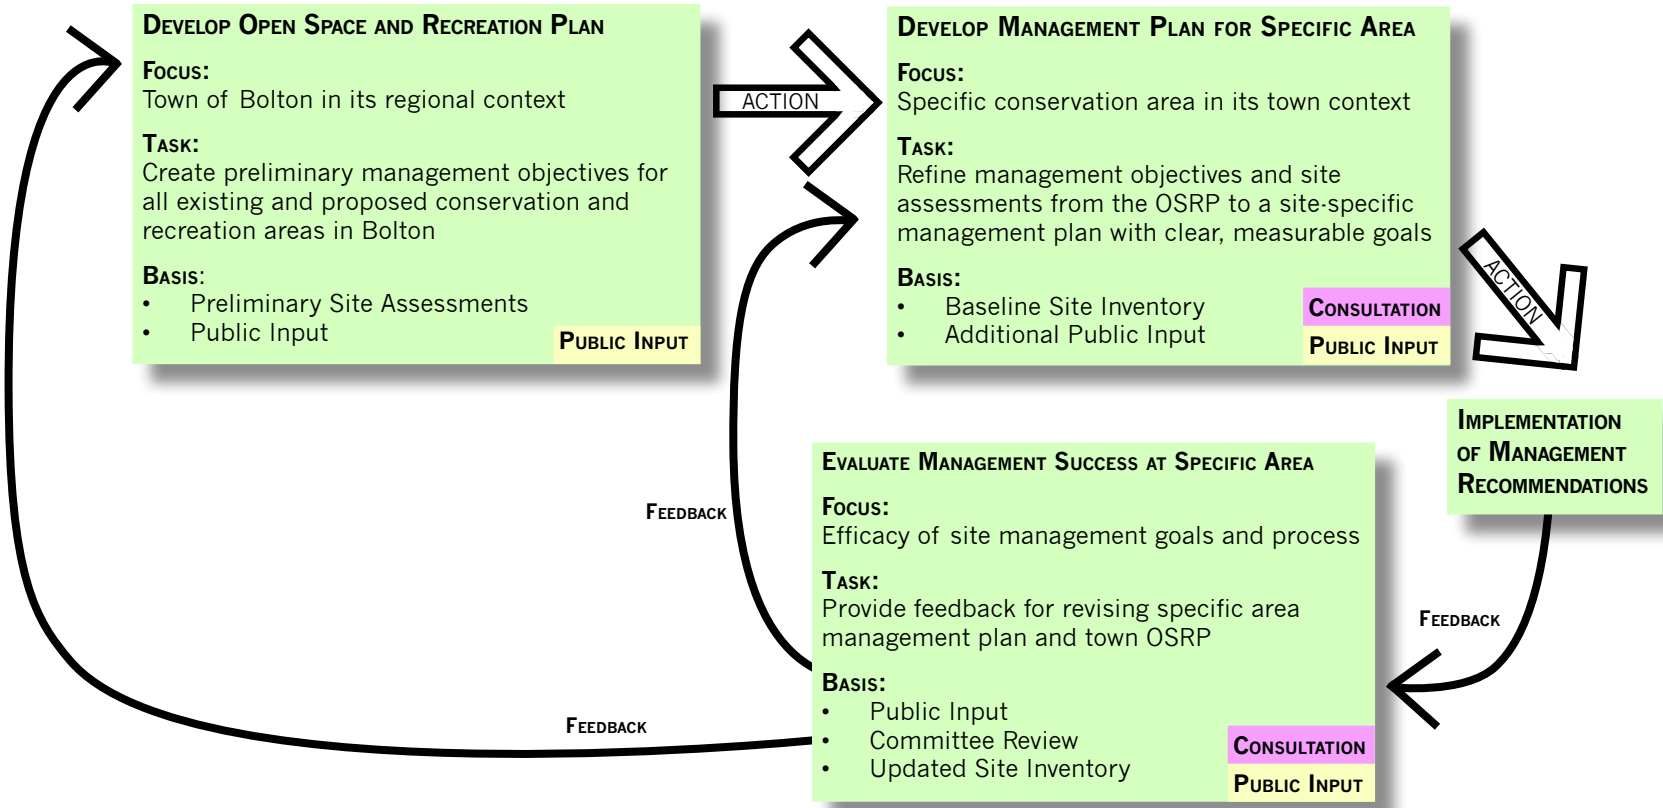 Develop Open Space and Recreation Plan
Focus:
Town of Bolton in its regional context
Task:
Create preliminary management objectives for
all existing and proposed conservation and
recreation areas in Bolton
Basis:
• Preliminary Site Assessments
• Public Input
Public Input
ACTION
Develop Management Plan for Specific Area
Focus:
Specific conservation area in its town context
Task:
Refine management objectives and site
assessments from the OSRP to a site-specific
management plan with clear, measurable goals
Basis:
• Baseline Site Inventory
• Additional Public Input
Consultation
Public Input
ACTION
Implementation
of Management
Recommendations
Feedback
Evaluate Management Success at Specific Area
Focus:
Efficacy of site management goals and process
Task:
Provide feedback for revising specific area
management plan and town OSRP
Basis:
• Public Input
• Committee Review
• Updated Site Inventory
Consultation
Public Input
Feedback
Feedback